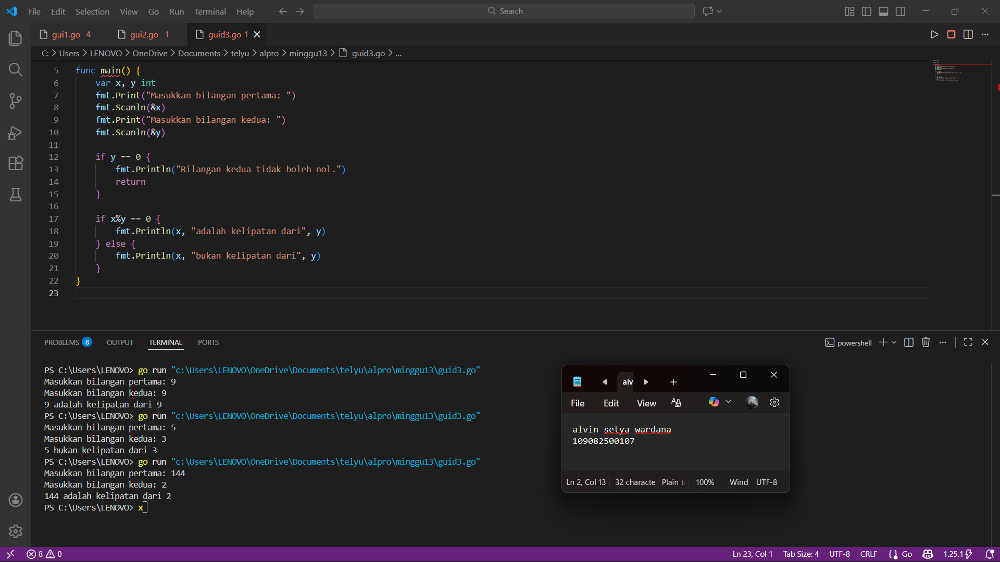 File Edit Selection View Go Run Terminal Help
Search
gui1.go 4
gui2.go 1
guid3.go 1
C: > Users > LENOVO > OneDrive > Documents > telyu > alpro > minggu13 > guid3.go > ...
5 func main() {
6 var x, y int
7 fmt.Print("Masukkan bilangan pertama: ")
8 fmt.Scanln(&x)
9 fmt.Print("Masukkan bilangan kedua: ")
10 fmt.Scanln(&y)
11
12 if y == 0 {
13 fmt.Println("Bilangan kedua tidak boleh nol.")
14 return
15 }
16
17 if x%y == 0 {
18 fmt.Println(x, "adalah kelipatan dari", y)
19 } else {
20 fmt.Println(x, "bukan kelipatan dari", y)
21 }
22 }
23
PROBLEMS 8 OUTPUT TERMINAL PORTS
powershell
PS C:\Users\LENOVO> go run "c:\Users\LENOVO\OneDrive\Documents\telyu\alpro\minggu13\guid3.go"
Masukkan bilangan pertama: 9
Masukkan bilangan kedua: 9
9 adalah kelipatan dari 9
PS C:\Users\LENOVO> go run "c:\Users\LENOVO\OneDrive\Documents\telyu\alpro\minggu13\guid3.go"
Masukkan bilangan pertama: 5
Masukkan bilangan kedua: 3
5 bukan kelipatan dari 3
PS C:\Users\LENOVO> go run "c:\Users\LENOVO\OneDrive\Documents\telyu\alpro\minggu13\guid3.go"
Masukkan bilangan pertama: 144
Masukkan bilangan kedua: 2
144 adalah kelipatan dari 2
PS C:\Users\LENOVO> x
alv
File Edit View
alvin setya wardana
109082500107
Ln 2, Col 13 32 characte Plain t 100% Wind UTF-8
8 0
Ln 23, Col 1 Tab Size: 4 UTF-8 CRLF {} Go 1.25.1